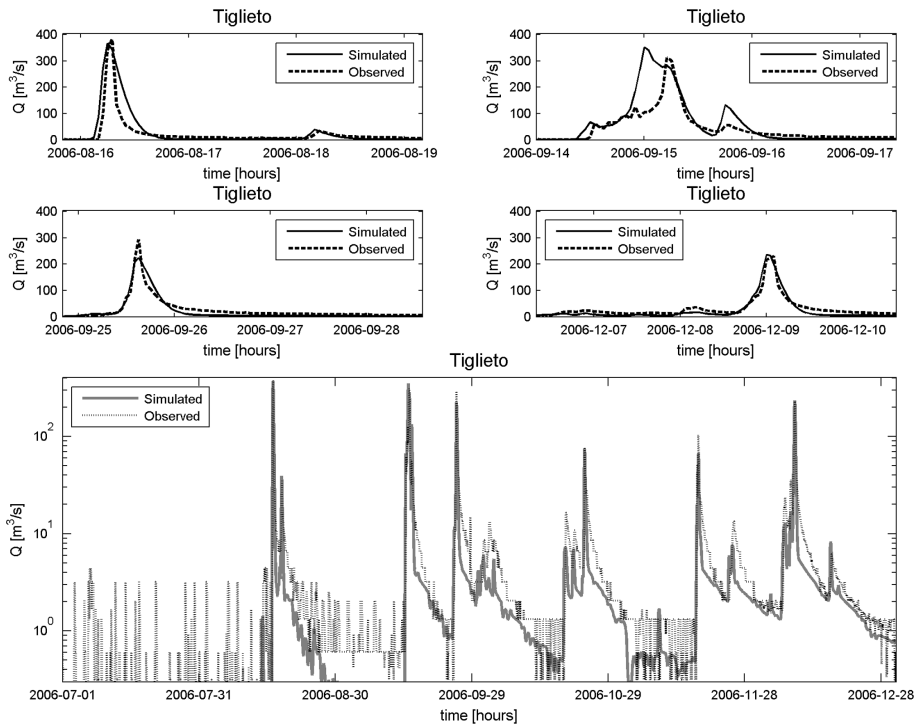 Tiglieto
Q [m³/s]
400
300
200
100
0
Simulated
Observed
2006-08-16 2006-08-17 2006-08-18 2006-08-19
time [hours]
Tiglieto
Q [m³/s]
400
300
200
100
0
Simulated
Observed
2006-09-14 2006-09-15 2006-09-16 2006-09-17
time [hours]
Tiglieto
Q [m³/s]
400
300
200
100
0
Simulated
Observed
2006-09-25 2006-09-26 2006-09-27 2006-09-28
time [hours]
Tiglieto
Q [m³/s]
400
300
200
100
0
Simulated
Observed
2006-12-07 2006-12-08 2006-12-09 2006-12-10
time [hours]
Tiglieto
Q [m³/s]
10²
10¹
10⁰
Simulated
Observed
2006-07-01 2006-07-31 2006-08-30 2006-09-29 2006-10-29 2006-11-28 2006-12-28
time [hours]